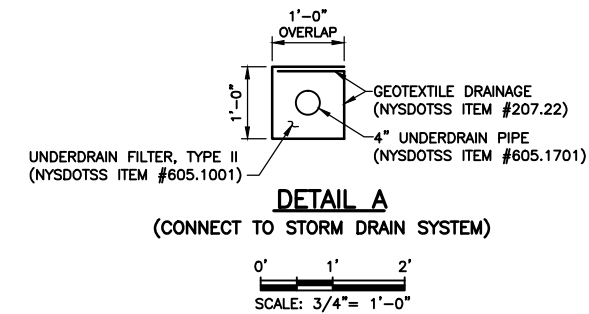 1'-0"
OVERLAP
1'-0"
GEOTEXTILE DRAINAGE
(NYSDOTSS ITEM #207.22)
4" UNDERDRAIN PIPE
(NYSDOTSS ITEM #605.1701)
UNDERDRAIN FILTER, TYPE II
(NYSDOTSS ITEM #605.1001)
DETAIL A
(CONNECT TO STORM DRAIN SYSTEM)
0' 1' 2'
SCALE: 3/4"= 1'-0"